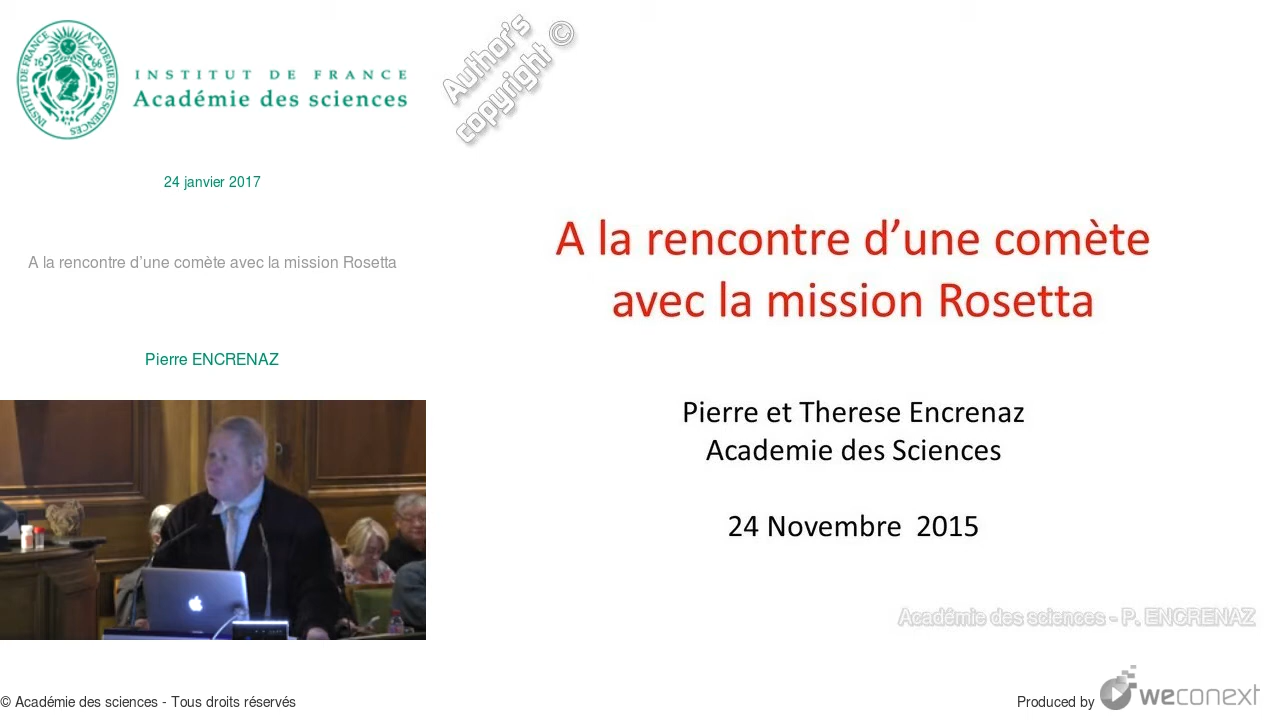 INSTITUT DE FRANCE
Académie des sciences
24 janvier 2017
A la rencontre d'une comète avec la mission Rosetta
Pierre ENCRENAZ
Author's
copyright ©
A la rencontre d'une comète
avec la mission Rosetta
Pierre et Therese Encrenaz
Academie des Sciences
24 Novembre 2015
Académie des sciences - P. ENCRENAZ
© Académie des sciences - Tous droits réservés
Produced by weconext